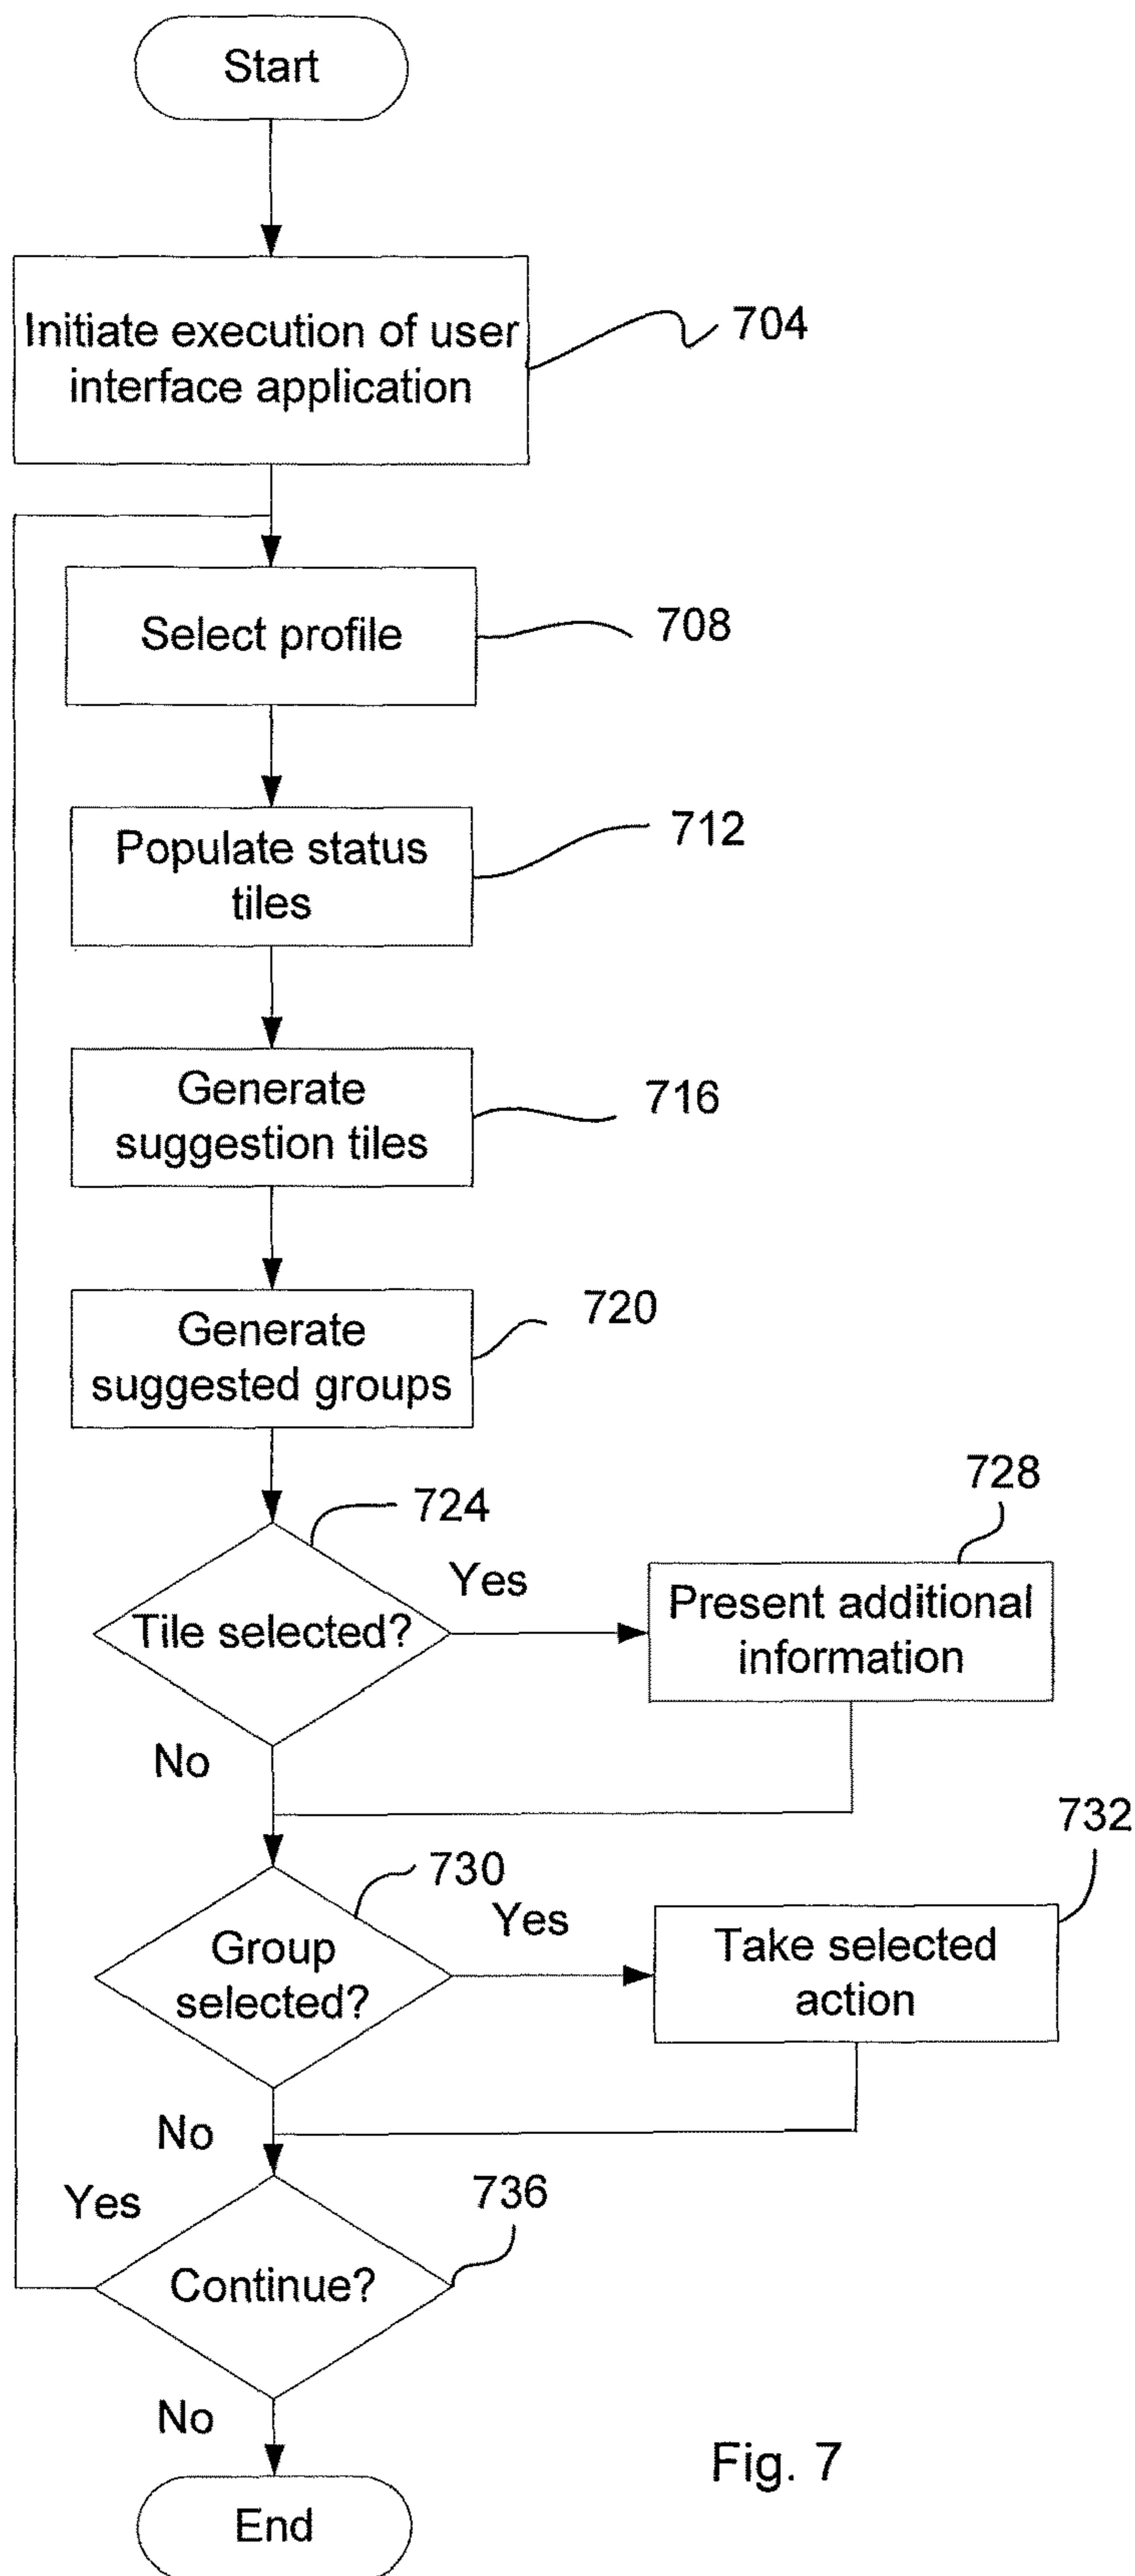 Start
Initiate execution of user
interface application
704
Select profile
708
Populate status
tiles
712
Generate
suggestion tiles
716
Generate
suggested groups
720
724
Tile selected?
Yes
728
Present additional
information
No
730
Group
selected?
Yes
732
Take selected
action
No
Yes
736
Continue?
No
End
Fig. 7